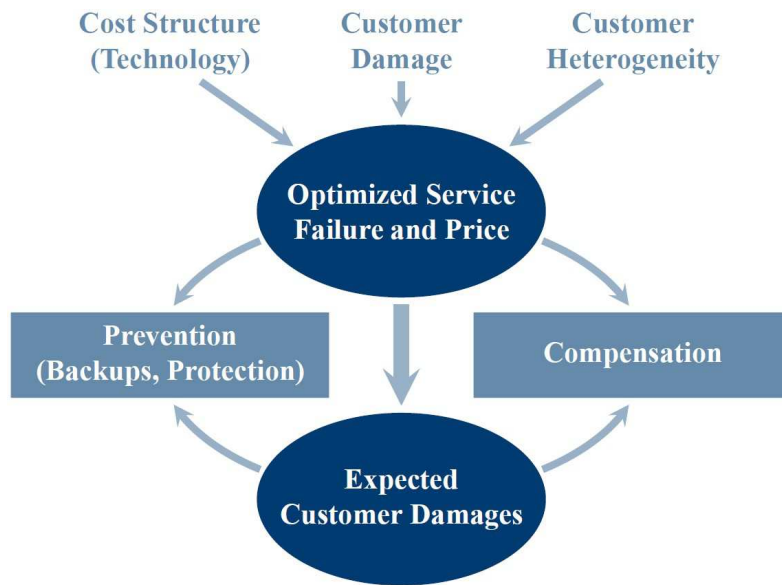 Cost Structure
(Technology)
Customer
Damage
Customer
Heterogeneity
Optimized Service
Failure and Price
Prevention
(Backups, Protection)
Compensation
Expected
Customer Damages